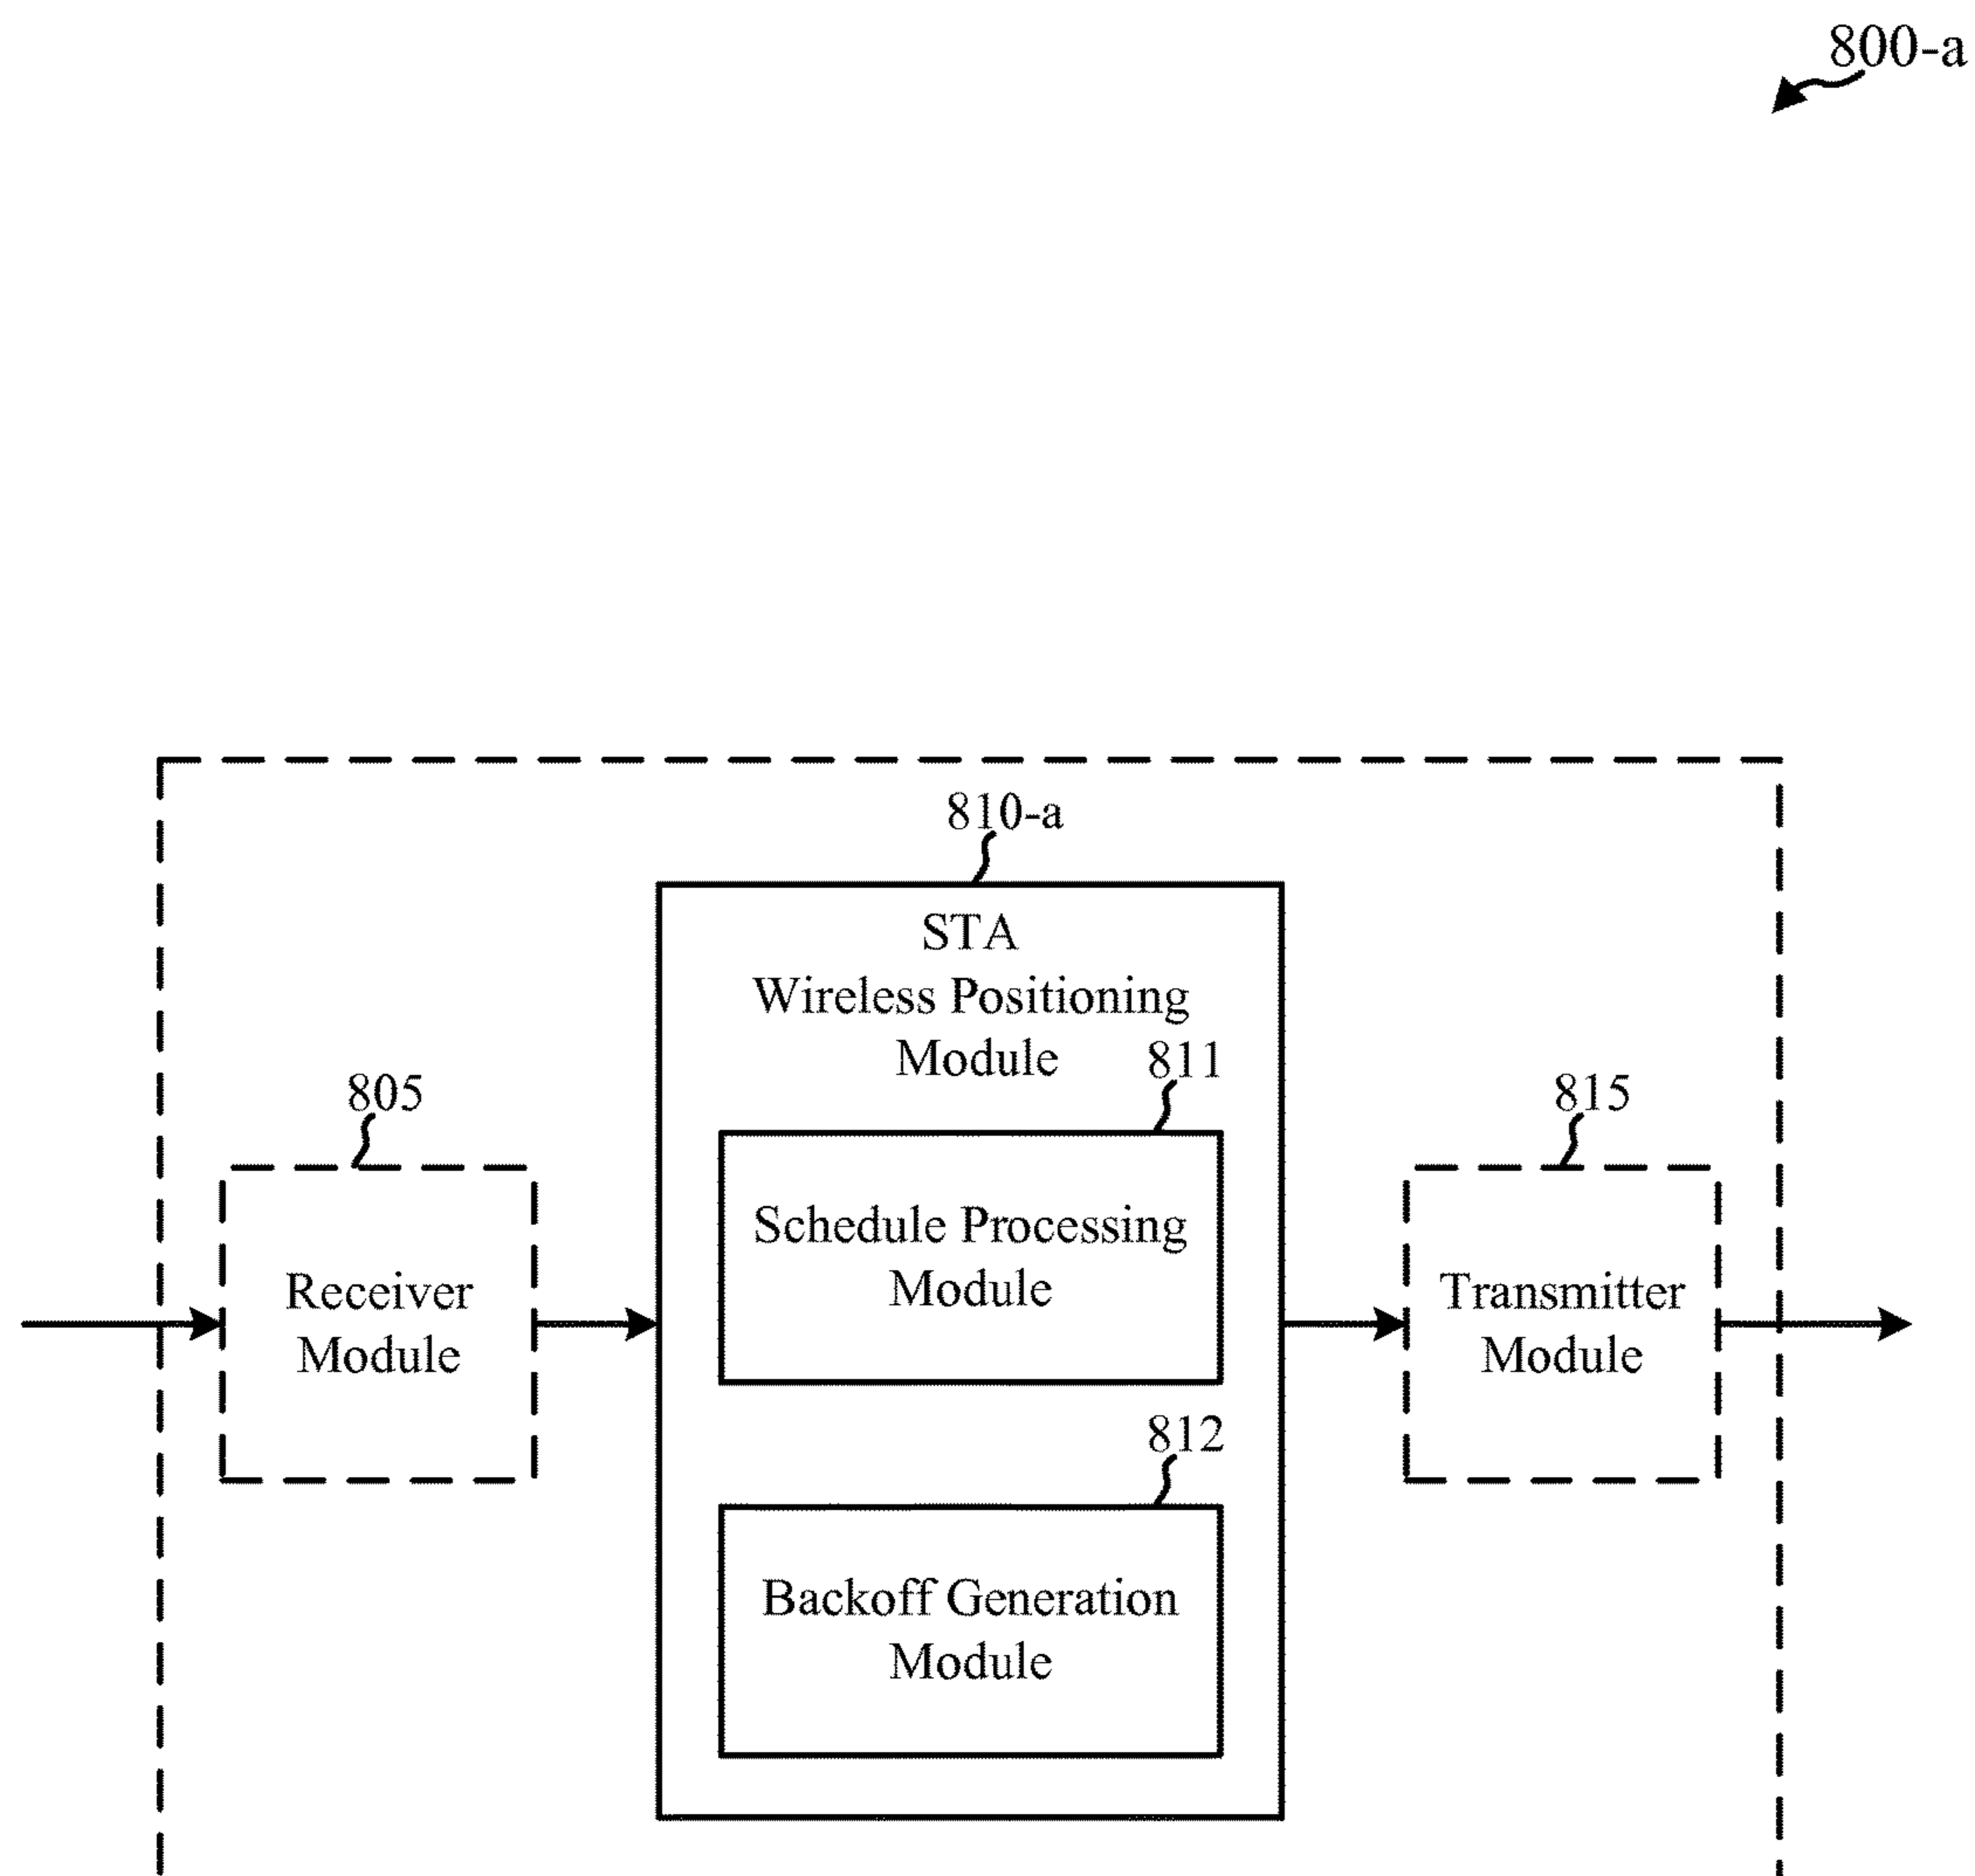 800-a
810-a
STA
Wireless Positioning
Module
811
805
815
Schedule Processing
Module
Receiver
Module
Transmitter
Module
812
Backoff Generation
Module